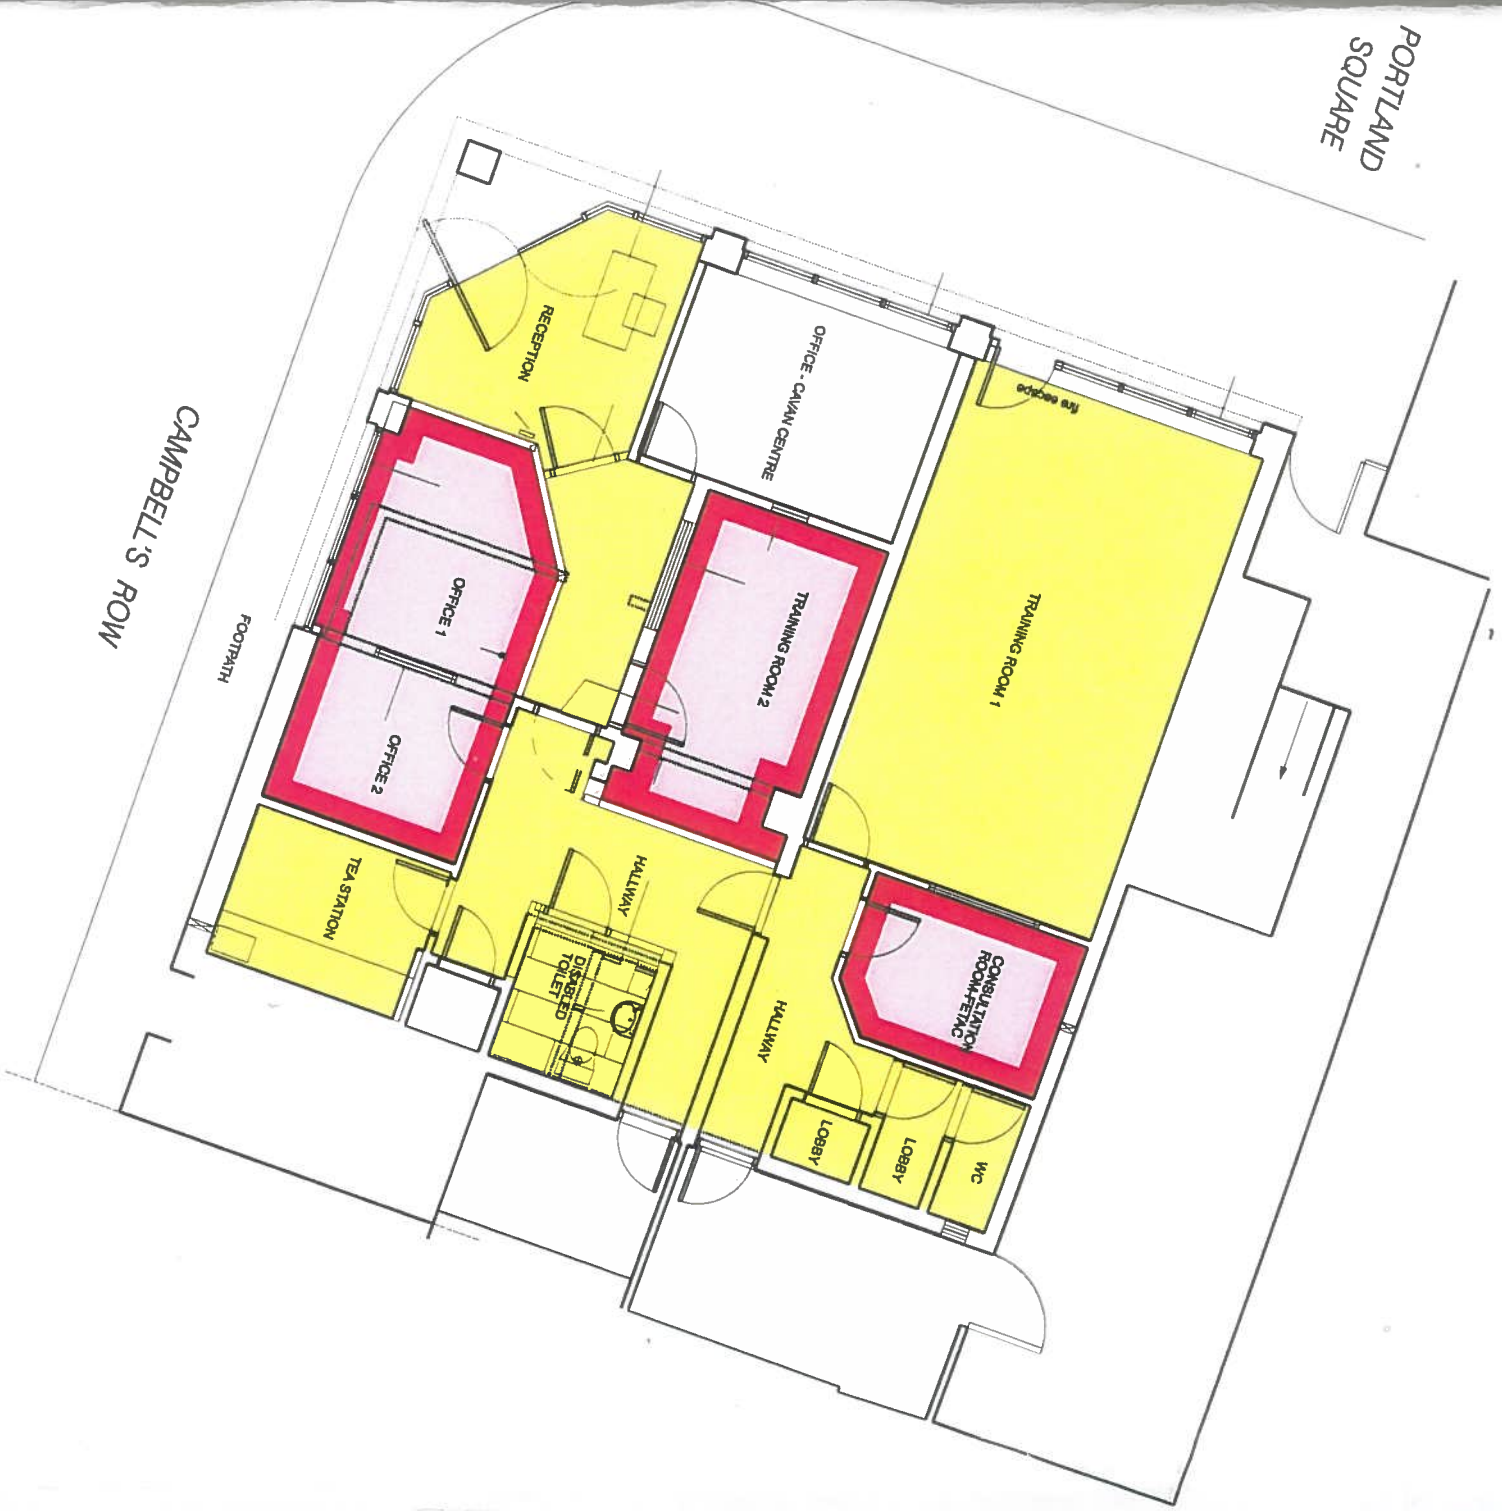 PORTLAND
SQUARE
RECEPTION
OFFICE - CAVAN CENTRE
fire escape
TRAINING ROOM 1
CAMPBELL'S ROW
FOOTPATH
OFFICE 1
TRAINING ROOM 2
OFFICE 2
TEA STATION
HALLWAY
DISABLED
TOILET
HALLWAY
CONSULTATION
ROOM-FETAC
LOBBY
LOBBY
WC